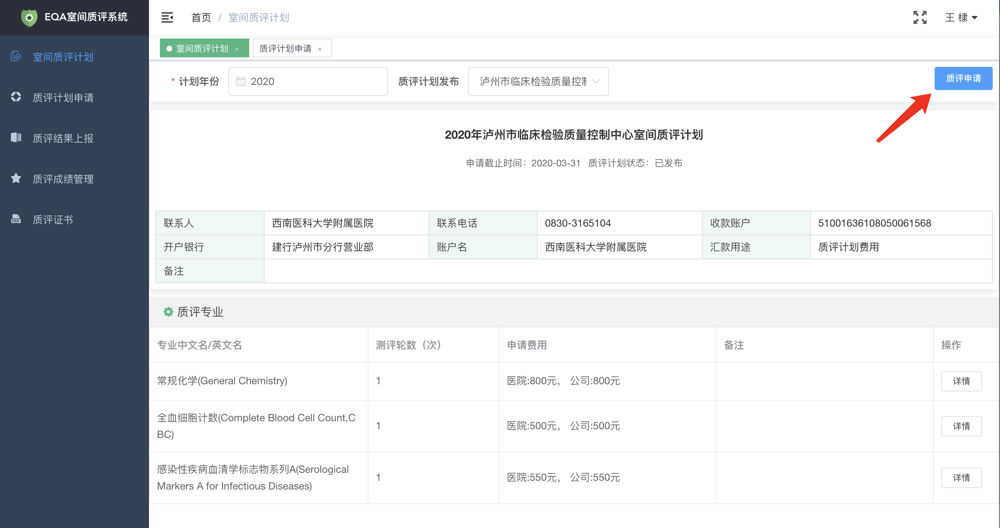 EQA室间质评系统
首页 / 室间质评计划
王 棣
室间质评计划 ×
质评计划申请 ×
室间质评计划
质评计划申请
质评结果上报
质评成绩管理
PDF 质评证书
* 计划年份 2020 质评计划发布 泸州市临床检验质量控制
质评申请
2020年泸州市临床检验质量控制中心室间质评计划
申请截止时间：2020-03-31 质评计划状态：已发布
联系人 西南医科大学附属医院 联系电话 0830-3165104 收款账户 51001636108050061568
开户银行 建行泸州市分行营业部 账户名 西南医科大学附属医院 汇款用途 质评计划费用
备注
质评专业
专业中文名/英文名 测评轮数（次） 申请费用 备注 操作
常规化学(General Chemistry) 1 医院:800元， 公司:800元 详情
全血细胞计数(Complete Blood Cell Count,C
BC) 1 医院:500元， 公司:500元 详情
感染性疾病血清学标志物系列A(Serological
Markers A for Infectious Diseases) 1 医院:550元， 公司:550元 详情